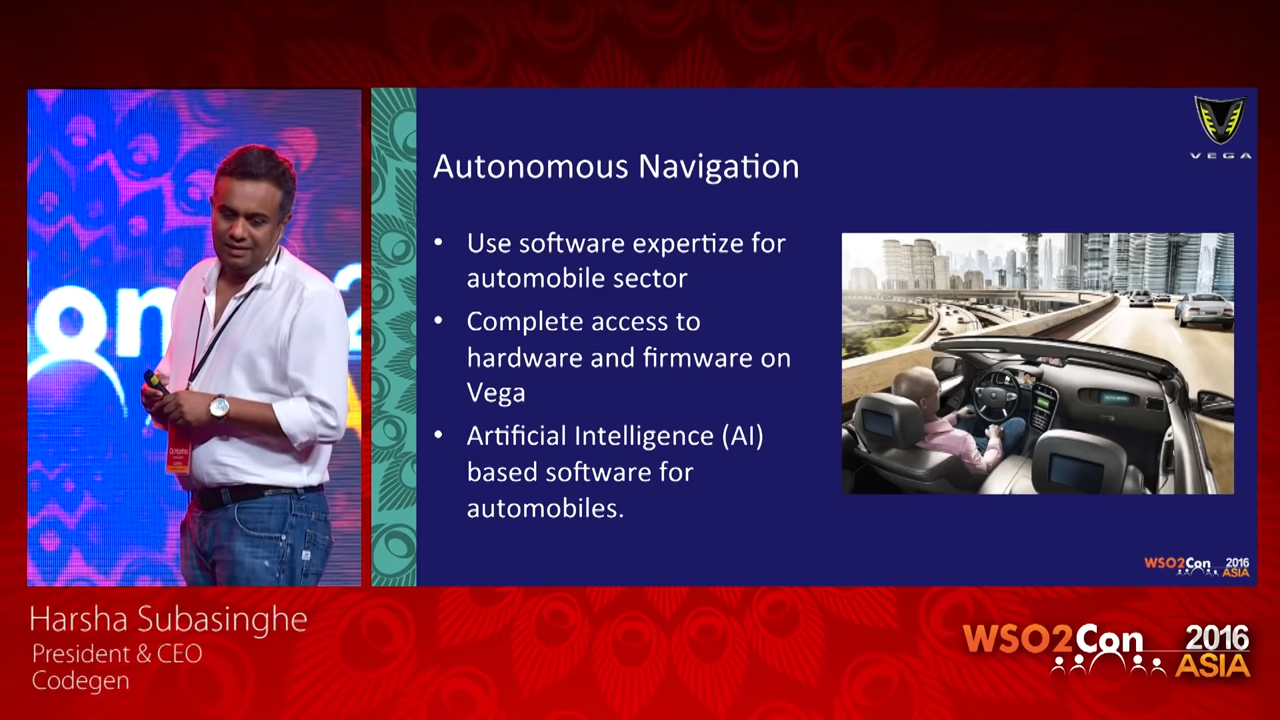 VEGA
Autonomous Navigation
• Use software expertize for
automobile sector
• Complete access to
hardware and firmware on
Vega
• Artificial Intelligence (AI)
based software for
automobiles.
WSO2Con 2016
ASIA
Harsha Subasinghe
President & CEO
Codegen
WSO2Con 2016
ASIA